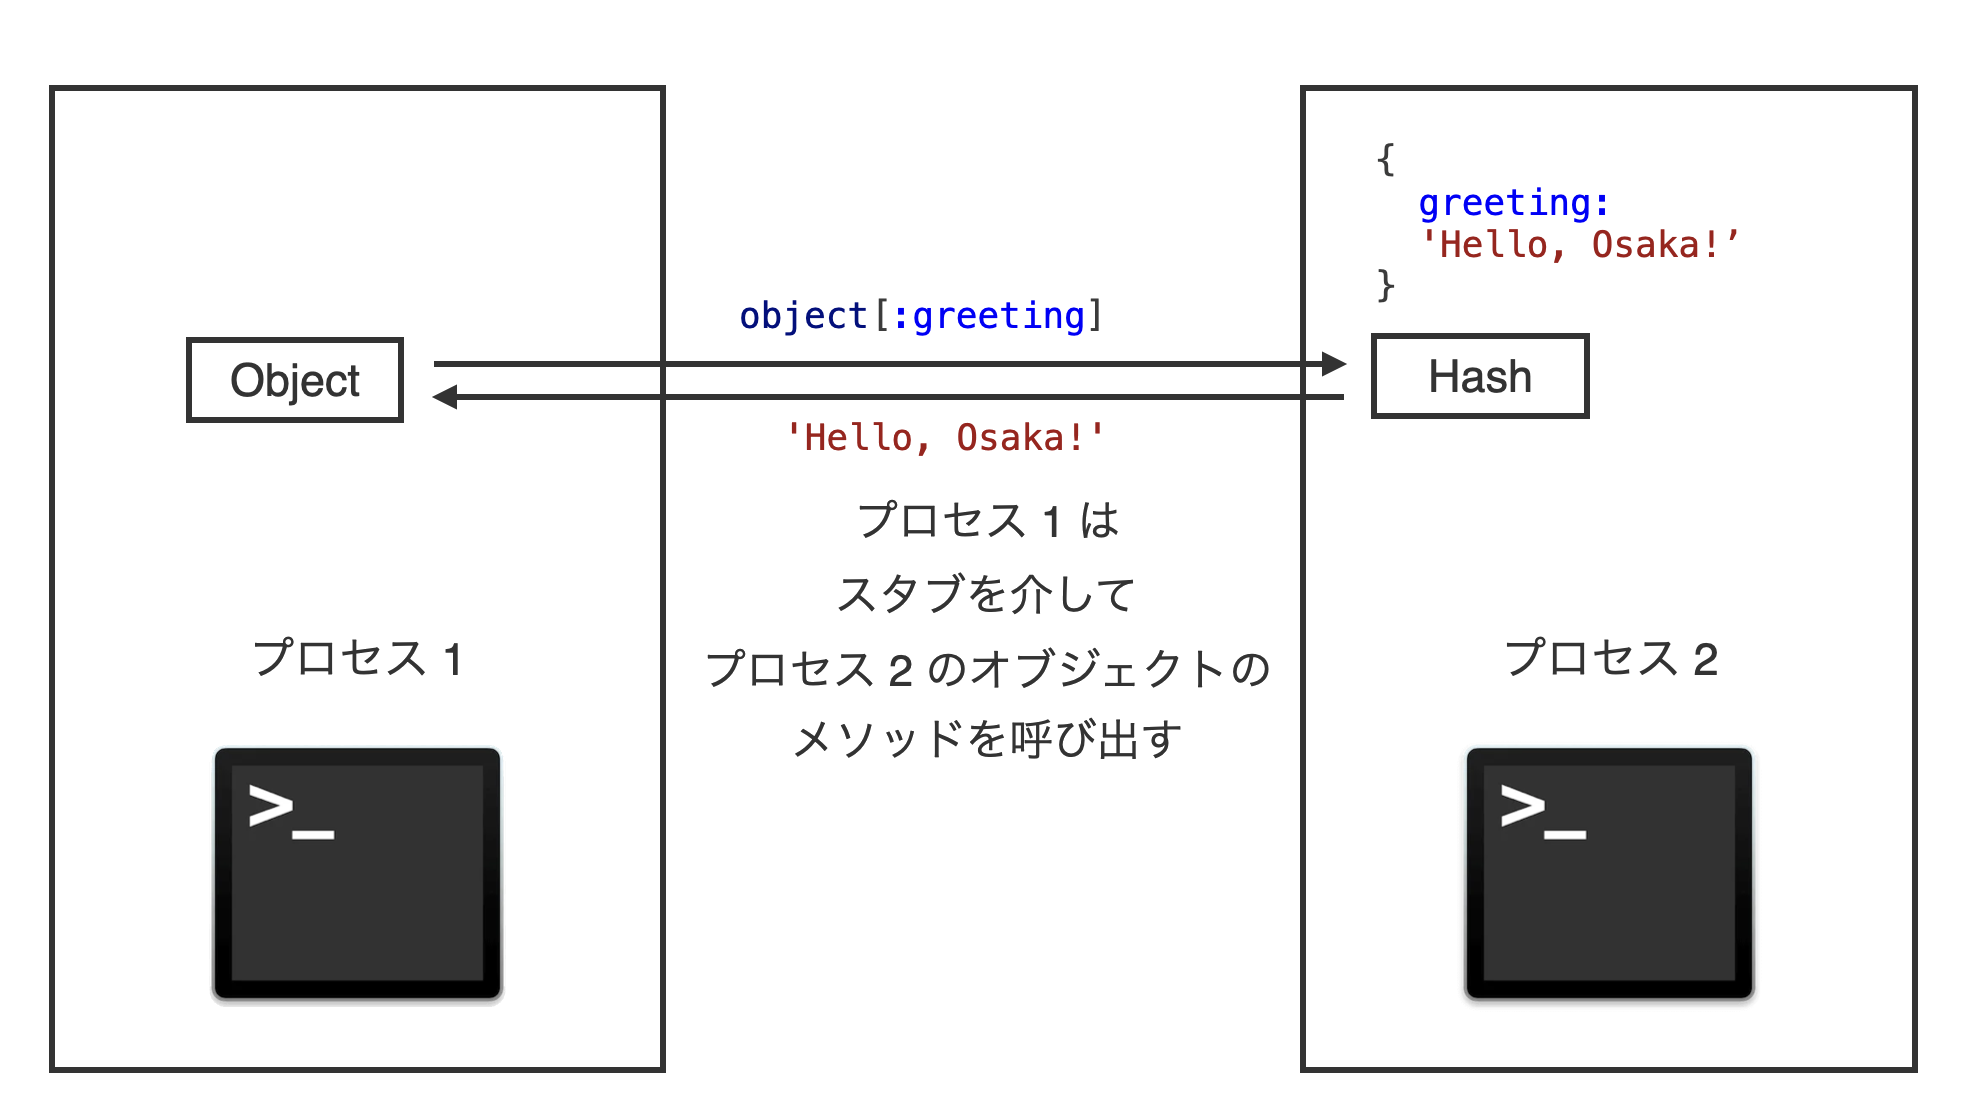 {
greeting:
'Hello, Osaka!’
}
object[:greeting]
Object
Hash
'Hello, Osaka!'
プロセス 1 は
スタブを介して
プロセス 2 のオブジェクトの
メソッドを呼び出す
プロセス 1
プロセス 2
>_
>_